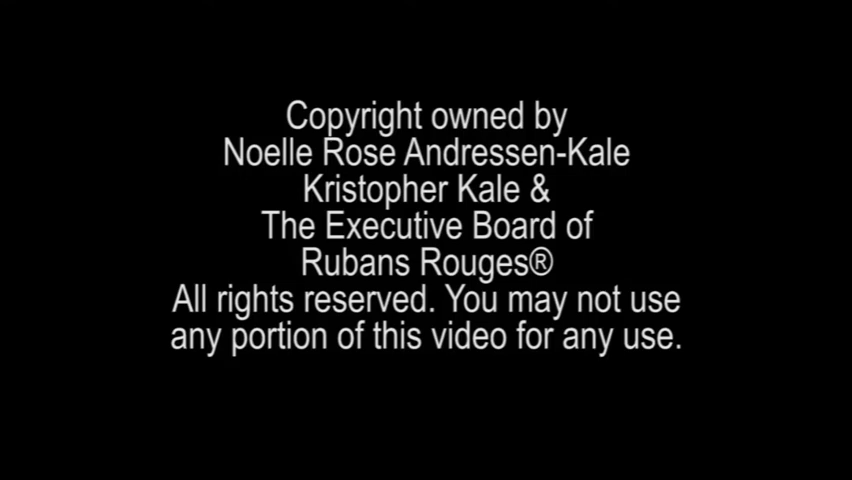 Copyright owned by
Noelle Rose Andressen-Kale
Kristopher Kale &
The Executive Board of
Rubans Rouges®
All rights reserved. You may not use
any portion of this video for any use.